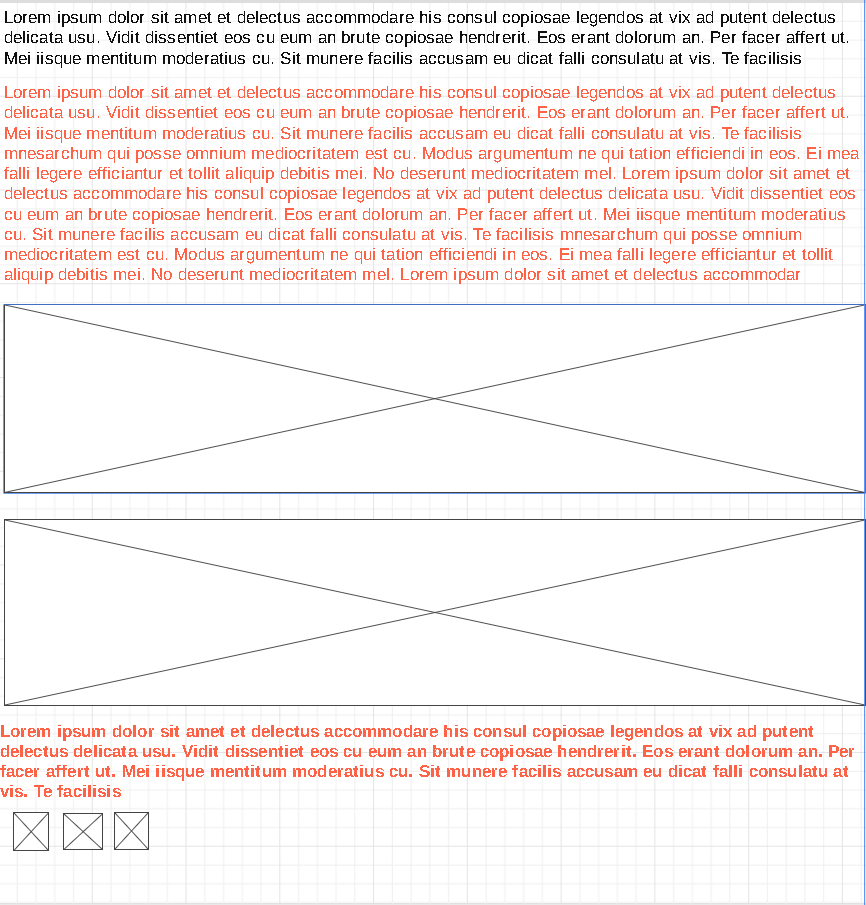 Lorem ipsum dolor sit amet et delectus accommodare his consul copiosae legendos at vix ad putent delectus
delicata usu. Vidit dissentiet eos cu eum an brute copiosae hendrerit. Eos erant dolorum an. Per facer affert ut.
Mei iisque mentitum moderatius cu. Sit munere facilis accusam eu dicat falli consulatu at vis. Te facilisis
Lorem ipsum dolor sit amet et delectus accommodare his consul copiosae legendos at vix ad putent delectus
delicata usu. Vidit dissentiet eos cu eum an brute copiosae hendrerit. Eos erant dolorum an. Per facer affert ut.
Mei iisque mentitum moderatius cu. Sit munere facilis accusam eu dicat falli consulatu at vis. Te facilisis
mnesarchum qui posse omnium mediocritatem est cu. Modus argumentum ne qui tation efficiendi in eos. Ei mea
falli legere efficiantur et tollit aliquip debitis mei. No deserunt mediocritatem mel. Lorem ipsum dolor sit amet et
delectus accommodare his consul copiosae legendos at vix ad putent delectus delicata usu. Vidit dissentiet eos
cu eum an brute copiosae hendrerit. Eos erant dolorum an. Per facer affert ut. Mei iisque mentitum moderatius
cu. Sit munere facilis accusam eu dicat falli consulatu at vis. Te facilisis mnesarchum qui posse omnium
mediocritatem est cu. Modus argumentum ne qui tation efficiendi in eos. Ei mea falli legere efficiantur et tollit
aliquip debitis mei. No deserunt mediocritatem mel. Lorem ipsum dolor sit amet et delectus accommodar
Lorem ipsum dolor sit amet et delectus accommodare his consul copiosae legendos at vix ad putent
delectus delicata usu. Vidit dissentiet eos cu eum an brute copiosae hendrerit. Eos erant dolorum an. Per
facer affert ut. Mei iisque mentitum moderatius cu. Sit munere facilis accusam eu dicat falli consulatu at
vis. Te facilisis